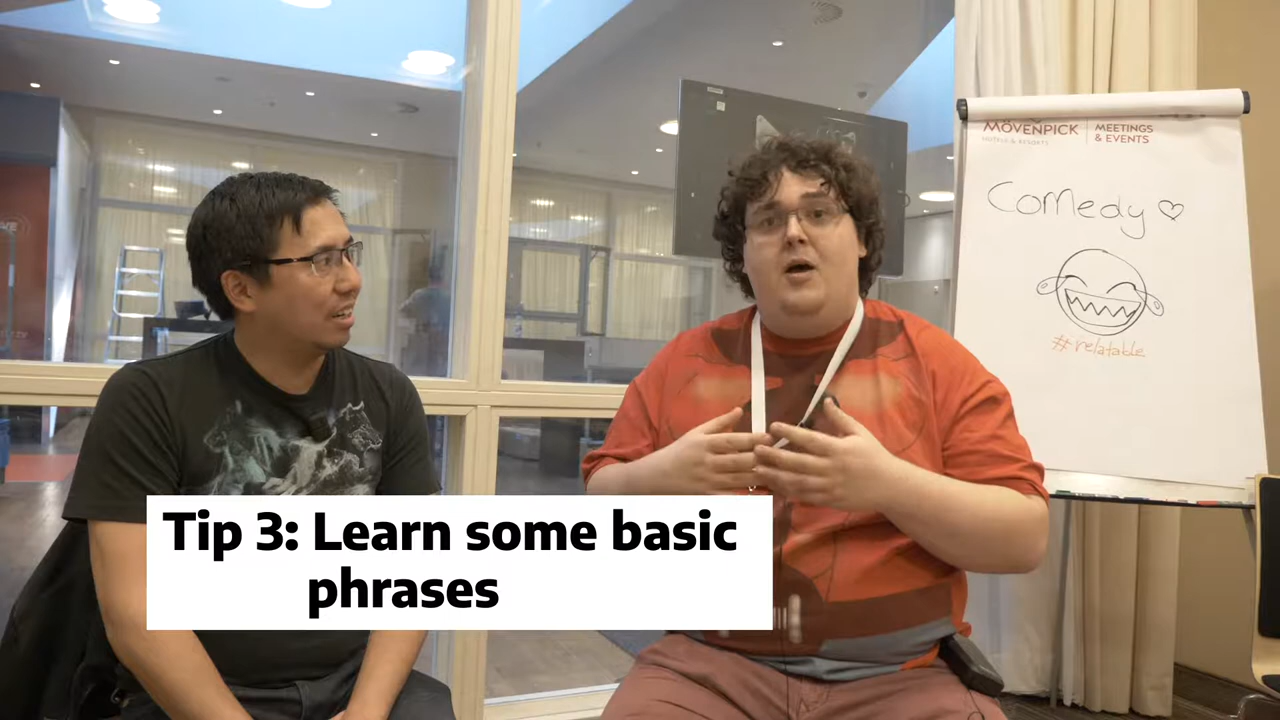 MÖVENPICK
HOTELS & RESORTS
MEETINGS
& EVENTS
Comedy ♡
#relatable
Tip 3: Learn some basic
phrases